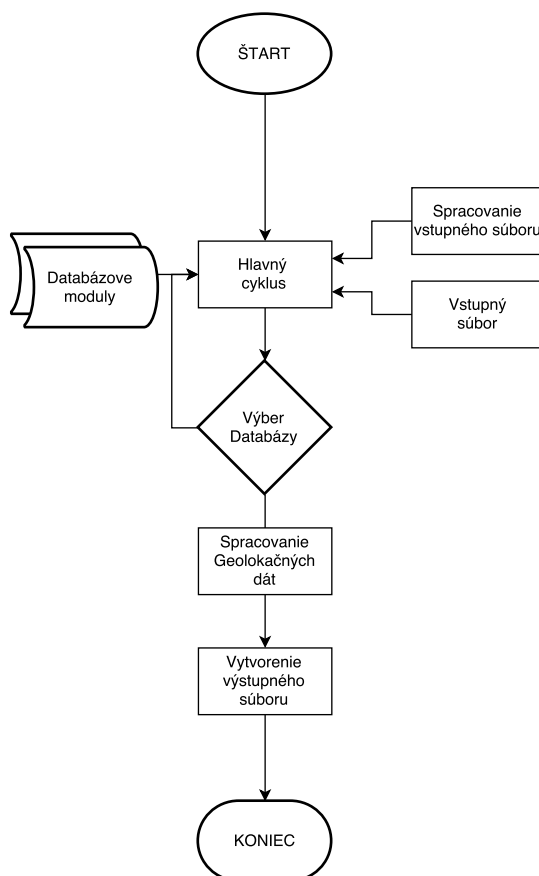 ŠTART
Spracovanie
vstupného súboru
Databázove
moduly
Hlavný
cyklus
Vstupný
súbor
Výber
Databázy
Spracovanie
Geolokačných
dát
Vytvorenie
výstupného
súboru
KONIEC